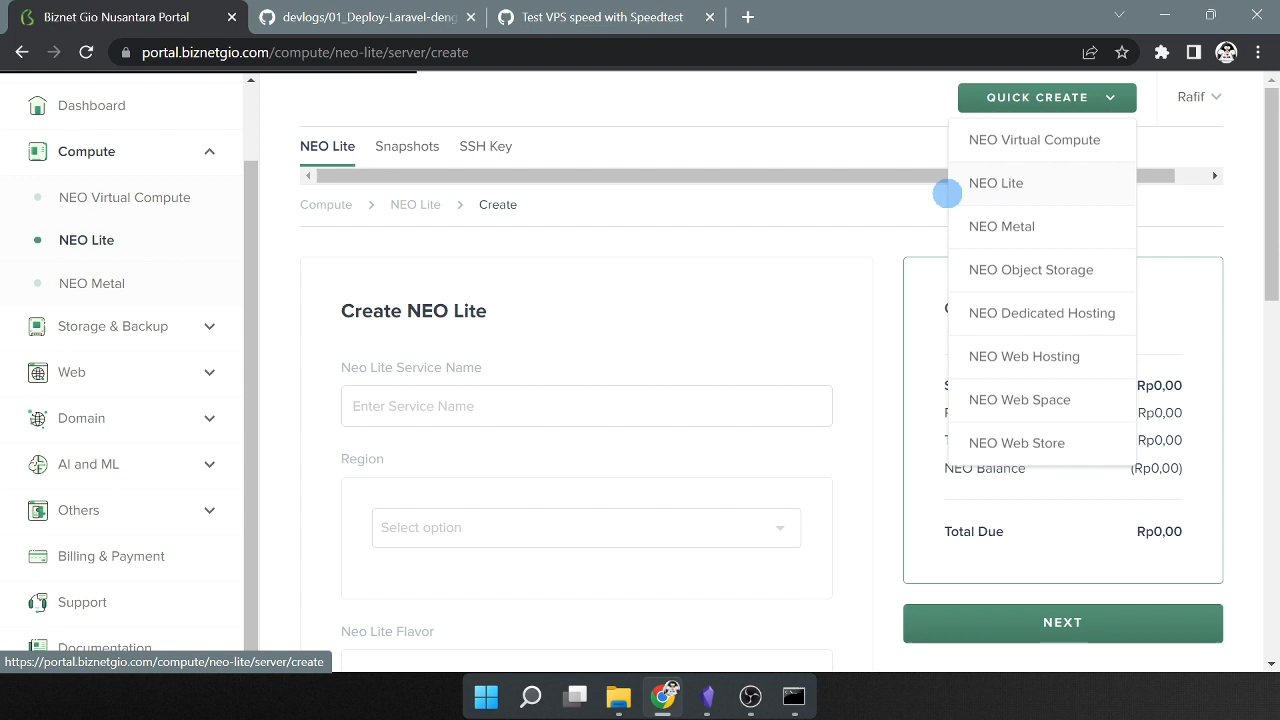 Biznet Gio Nusantara Portal
devlogs/01_Deploy-Laravel-deng
Test VPS speed with Speedtest
portal.biznetgio.com/compute/neo-lite/server/create
QUICK CREATE
Rafif
Dashboard
Compute
NEO Virtual Compute
NEO Lite
NEO Metal
Storage & Backup
Web
Domain
AI and ML
Others
Billing & Payment
Support
Documentation
NEO Lite
Snapshots
SSH Key
Compute > NEO Lite > Create
NEO Virtual Compute
NEO Lite
NEO Metal
NEO Object Storage
NEO Dedicated Hosting
NEO Web Hosting
NEO Web Space
NEO Web Store
Create NEO Lite
Neo Lite Service Name
Enter Service Name
Region
Select option
Neo Lite Flavor
Rp0,00
Rp0,00
Rp0,00
NEO Balance (Rp0,00)
Total Due Rp0,00
NEXT
https://portal.biznetgio.com/compute/neo-lite/server/create